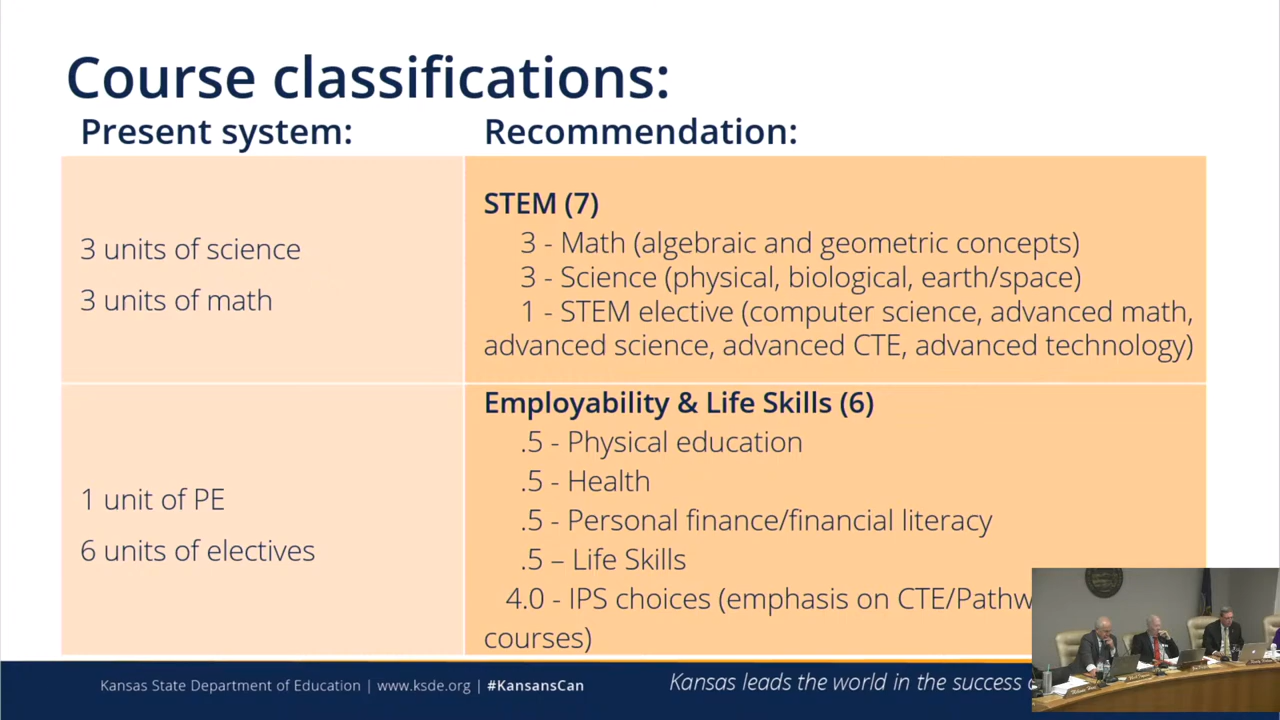 Course classifications:
Present system:
Recommendation:
3 units of science
3 units of math
STEM (7)
3 - Math (algebraic and geometric concepts)
3 - Science (physical, biological, earth/space)
1 - STEM elective (computer science, advanced math,
advanced science, advanced CTE, advanced technology)
1 unit of PE
6 units of electives
Employability & Life Skills (6)
.5 - Physical education
.5 - Health
.5 - Personal finance/financial literacy
.5 – Life Skills
4.0 - IPS choices (emphasis on CTE/Pathw
courses)
Kansas State Department of Education | www.ksde.org | #KansansCan
Kansas leads the world in the success